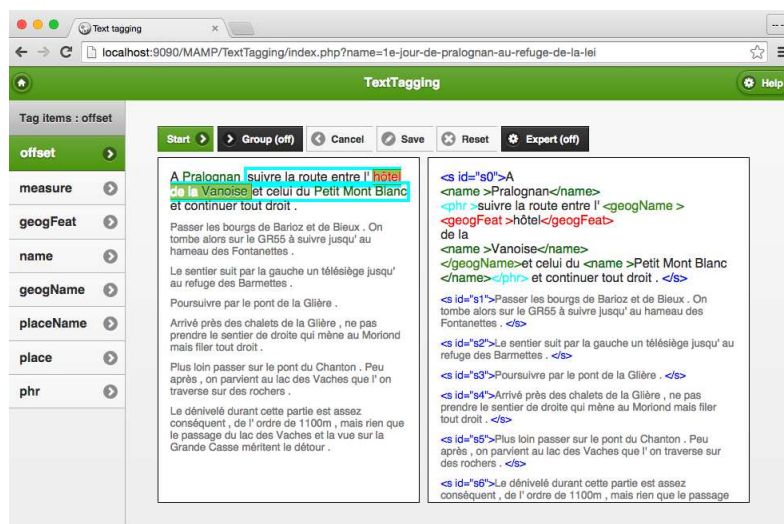 Text tagging
localhost:9090/MAMP/TextTagging/index.php?name=1e-jour-de-pralognan-au-refuge-de-la-lei
TextTagging
Help
Tag items : offset
offset
measure
geogFeat
name
geogName
placeName
place
phr
Start
Group (off)
Cancel
Save
Reset
Expert (off)
A Pralognan suivre la route entre l' hôtel
de la Vanoise et celui du Petit Mont Blanc
et continuer tout droit .
Passer les bourgs de Barioz et de Bieux . On
tombe alors sur le GR55 à suivre jusqu' au
hameau des Fontanettes .
Le sentier suit par la gauche un télésiège jusqu'
au refuge des Barmettes .
Poursuivre par le pont de la Glière .
Arrivé près des chalets de la Glière , ne pas
prendre le sentier de droite qui mène au Moriond
mais filer tout droit .
Plus loin passer sur le pont du Chanton . Peu
après , on parvient au lac des Vaches que l' on
traverse sur des rochers .
Le dénivelé durant cette partie est assez
conséquent , de l' ordre de 1100m , mais rien que
le passage du lac des Vaches et la vue sur la
Grande Casse méritent le détour .
<s id="s0">A
<name >Pralognan</name>
<phr >suivre la route entre l' <geogName >
<geogFeat >hôtel</geogFeat>
de la
<name >Vanoise</name>
</geogName>et celui du <name >Petit Mont Blanc
</name></phr> et continuer tout droit . </s>
<s id="s1">Passer les bourgs de Barioz et de Bieux . On
tombe alors sur le GR55 à suivre jusqu' au hameau des
Fontanettes . </s>
<s id="s2">Le sentier suit par la gauche un télésiège jusqu' au
refuge des Barmettes . </s>
<s id="s3">Poursuivre par le pont de la Glière . </s>
<s id="s4">Arrivé près des chalets de la Glière , ne pas
prendre le sentier de droite qui mène au Moriond mais filer
tout droit . </s>
<s id="s5">Plus loin passer sur le pont du Chanton . Peu
après , on parvient au lac des Vaches que l' on traverse sur
des rochers . </s>
<s id="s6">Le dénivelé durant cette partie est assez
conséquent , de l' ordre de 1100m , mais rien que le passage